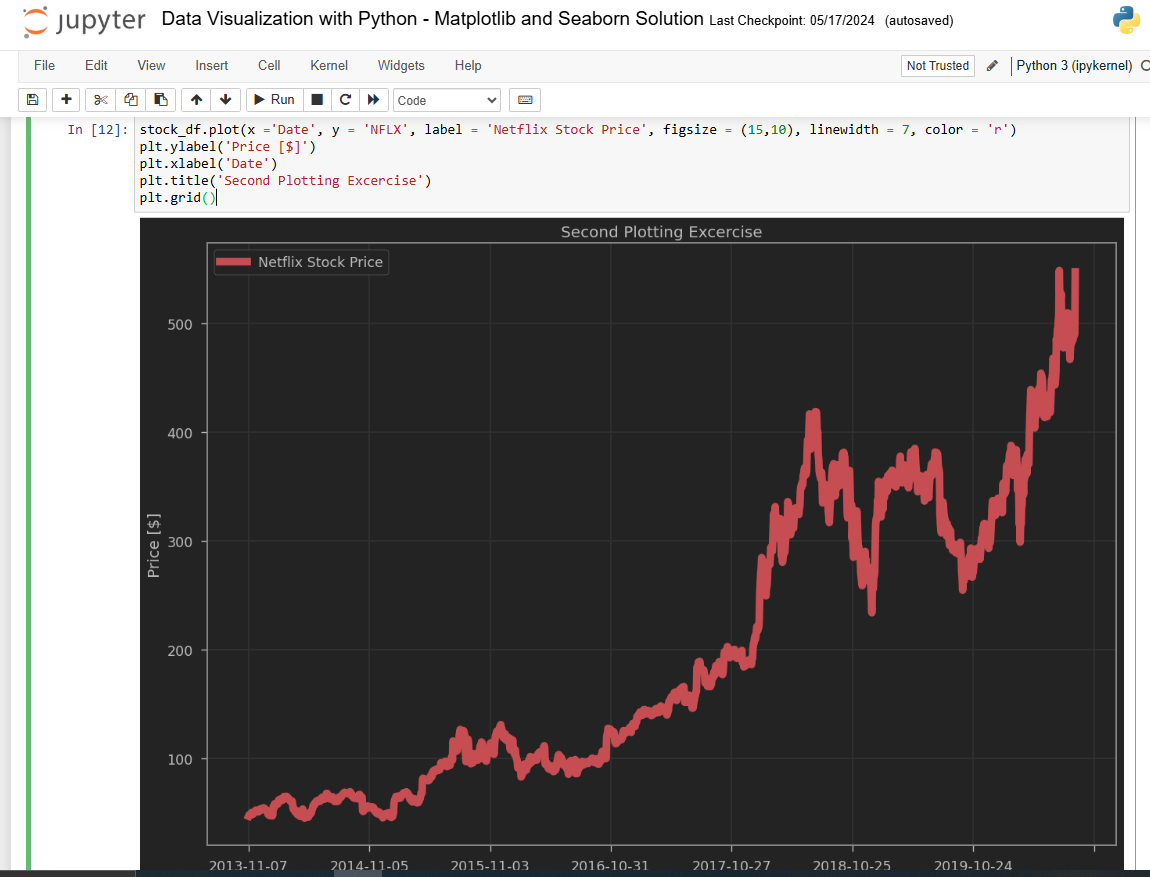 jupyter Data Visualization with Python - Matplotlib and Seaborn Solution Last Checkpoint: 05/17/2024 (autosaved)
File Edit View Insert Cell Kernel Widgets Help Not Trusted Python 3 (ipykernel)
Run Code
In [12]: stock_df.plot(x ='Date', y = 'NFLX', label = 'Netflix Stock Price', figsize = (15,10), linewidth = 7, color = 'r')
plt.ylabel('Price [$]')
plt.xlabel('Date')
plt.title('Second Plotting Excercise')
plt.grid()
Second Plotting Excercise
Netflix Stock Price
500
400
Price [$]
300
200
100
2013-11-07 2014-11-05 2015-11-03 2016-10-31 2017-10-27 2018-10-25 2019-10-24